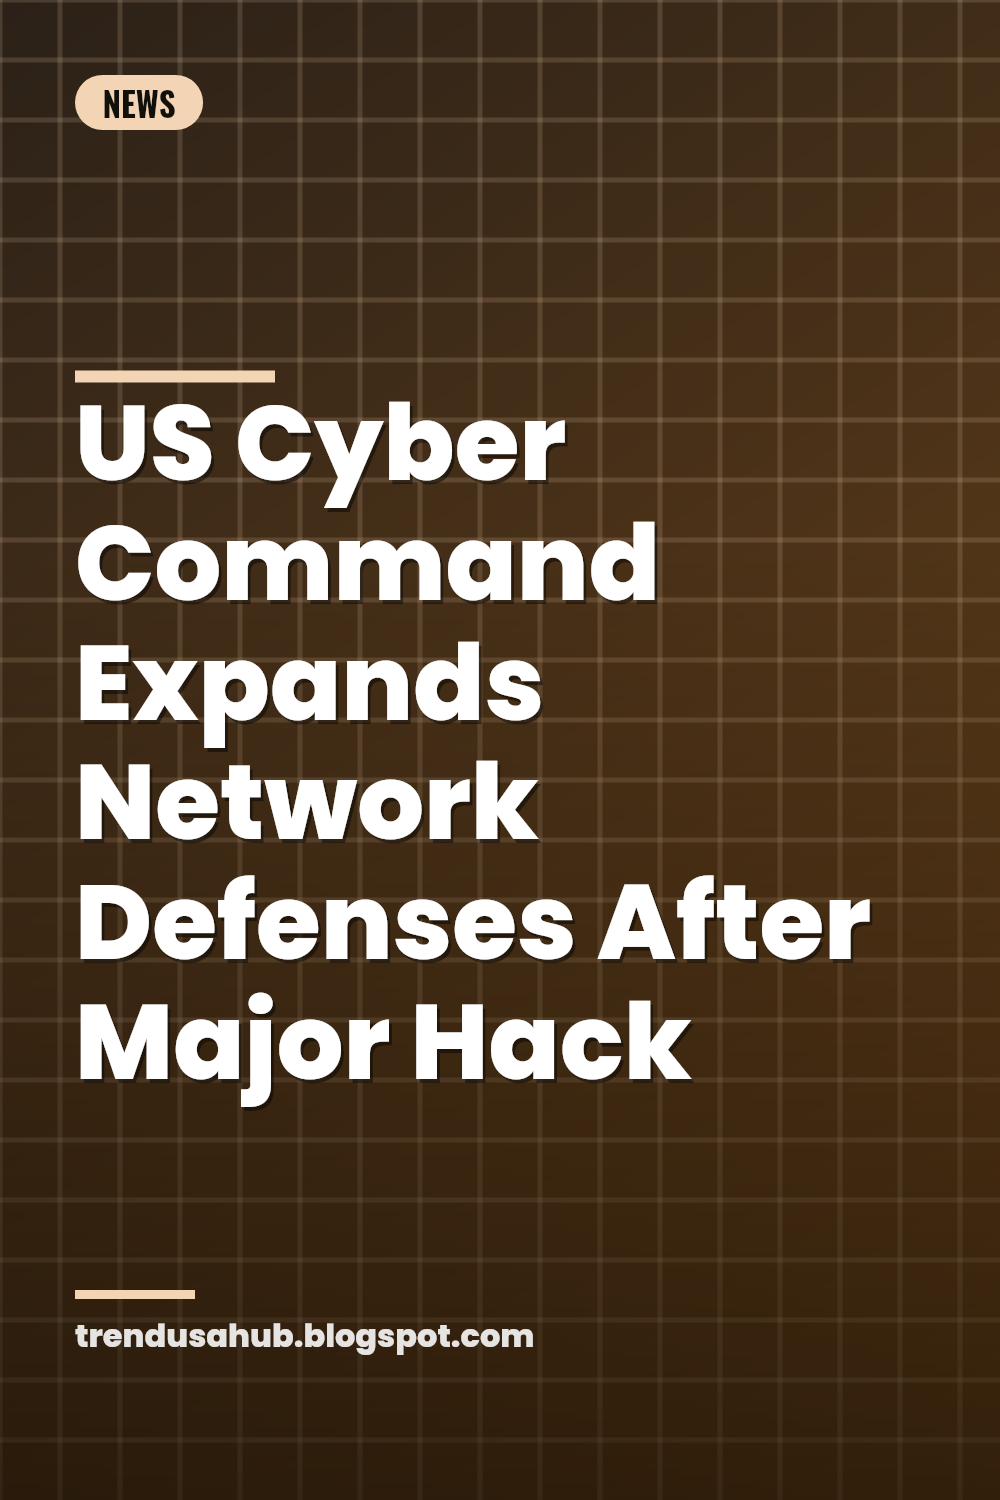 NEWS
US Cyber
Command
Expands
Network
Defenses After
Major Hack
trendusahub.blogspot.com